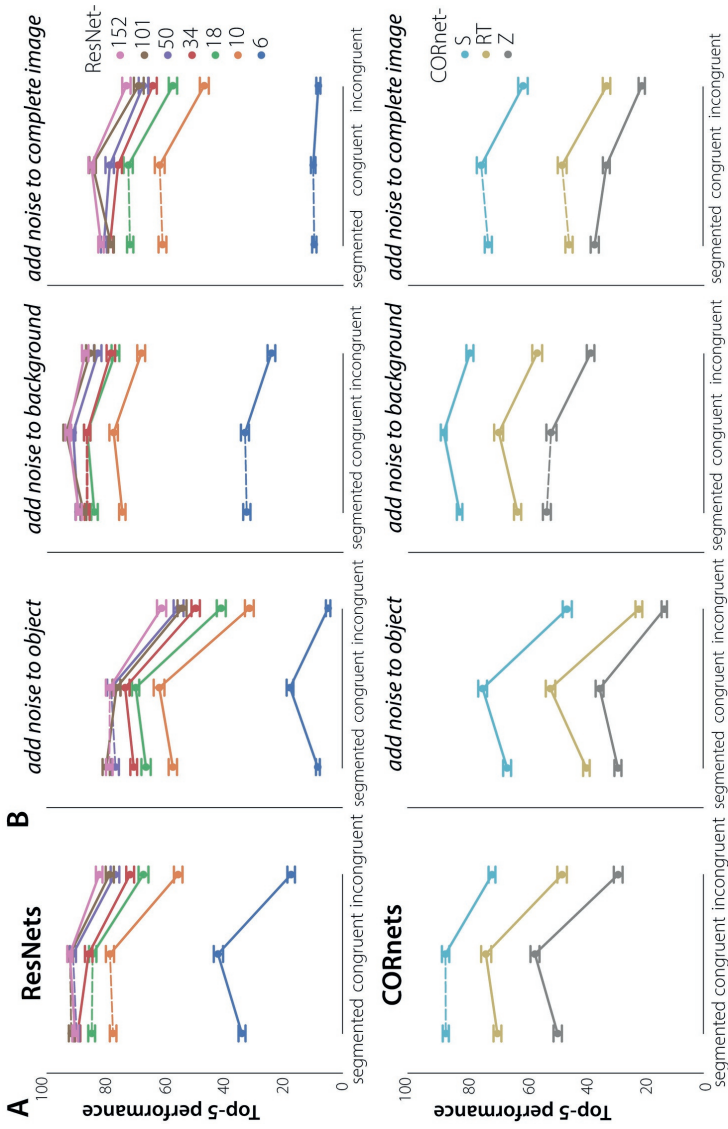 A
B
ResNets
add noise to object
add noise to background
add noise to complete image
ResNet-
152
101
50
34
18
10
6
Top-5 performance
100
80
60
40
20
0
segmented congruent incongruent
segmented congruent incongruent
segmented congruent incongruent
segmented congruent incongruent
CORnets
add noise to object
add noise to background
add noise to complete image
CORnet-
S
RT
Z
Top-5 performance
100
80
60
40
20
0
segmented congruent incongruent
segmented congruent incongruent
segmented congruent incongruent
segmented congruent incongruent